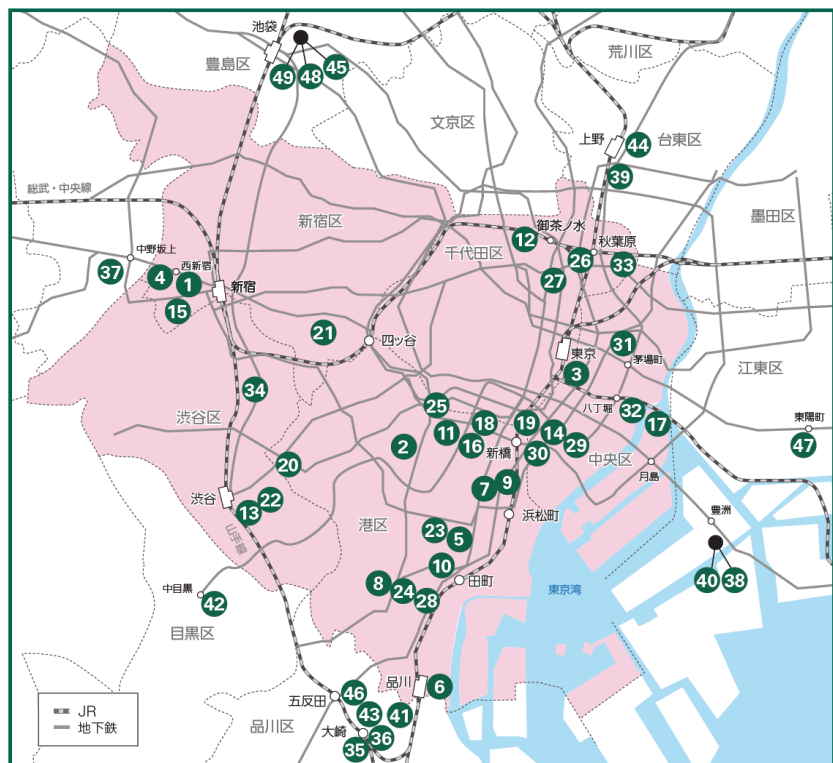 池袋
荒川区
豊島区
49
48
45
文京区
上野
44
台東区
39
総武・中央線
新宿区
墨田区
御茶ノ水
12
千代田区
秋葉原
中野坂上
26
33
37
西新宿
4
1
新宿
27
15
21
四ッ谷
31
東京
茅場町
3
江東区
34
八丁堀
25
32
17
東陽町
渋谷区
18
19
14
11
47
2
16
新橋
30
29
中央区
20
月島
渋谷
22
7
9
13
浜松町
豊洲
山手線
港区
23
5
10
40
38
8
24
28
田町
東京湾
中目黒
42
目黒区
品川
6
46
五反田
43
41
JR
地下鉄
品川区
大崎
36
35